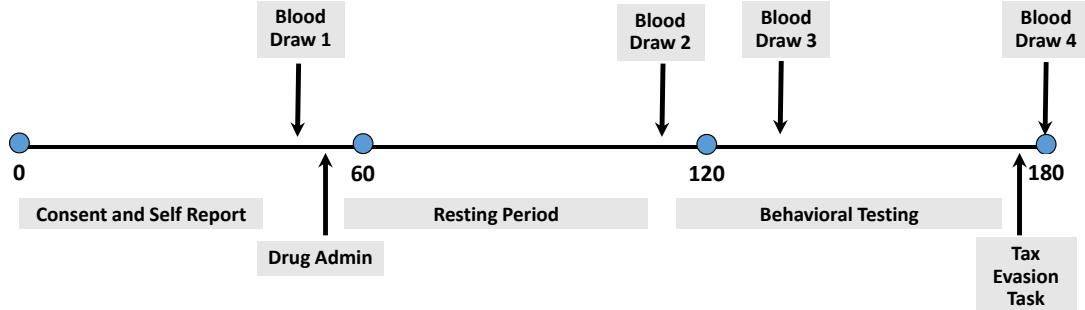 Blood
Draw 1
Blood
Draw 2
Blood
Draw 3
Blood
Draw 4
0
60
120
180
Consent and Self Report
Resting Period
Behavioral Testing
Drug Admin
Tax
Evasion
Task